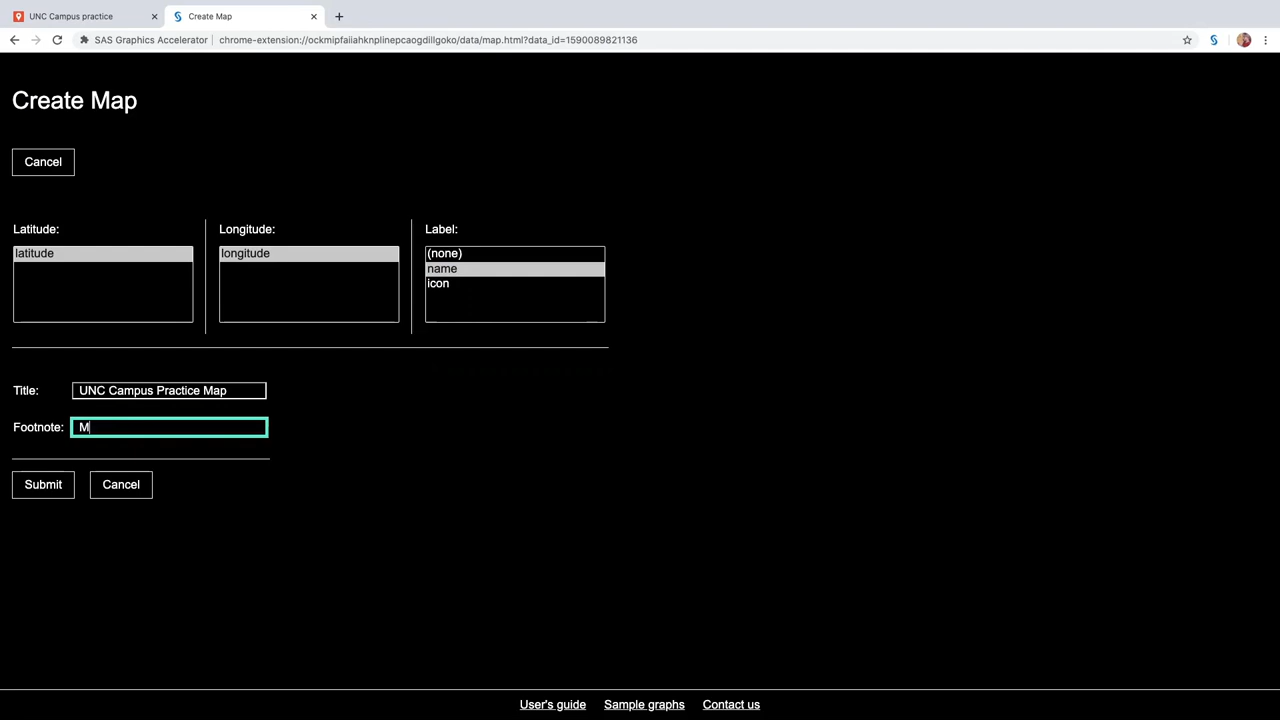 UNC Campus practice
Create Map
SAS Graphics Accelerator
chrome-extension://ockmipfaiiahknplinepcaogdillgoko/data/map.html?data_id=1590089821136
Create Map
Cancel
Latitude: Longitude: Label:
latitude longitude (none)
name
icon
Title: UNC Campus Practice Map
Footnote: M
Submit Cancel
User's guide Sample graphs Contact us